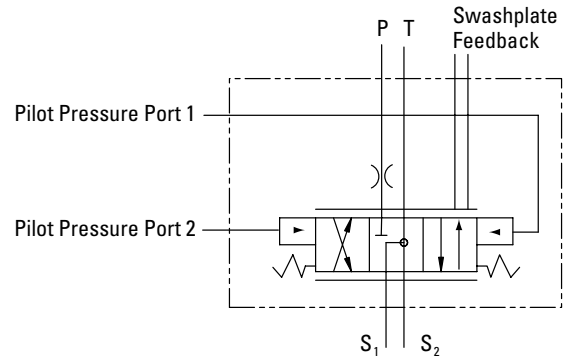 Swashplate
P T Feedback
Pilot Pressure Port 1
Pilot Pressure Port 2
S₁ S₂